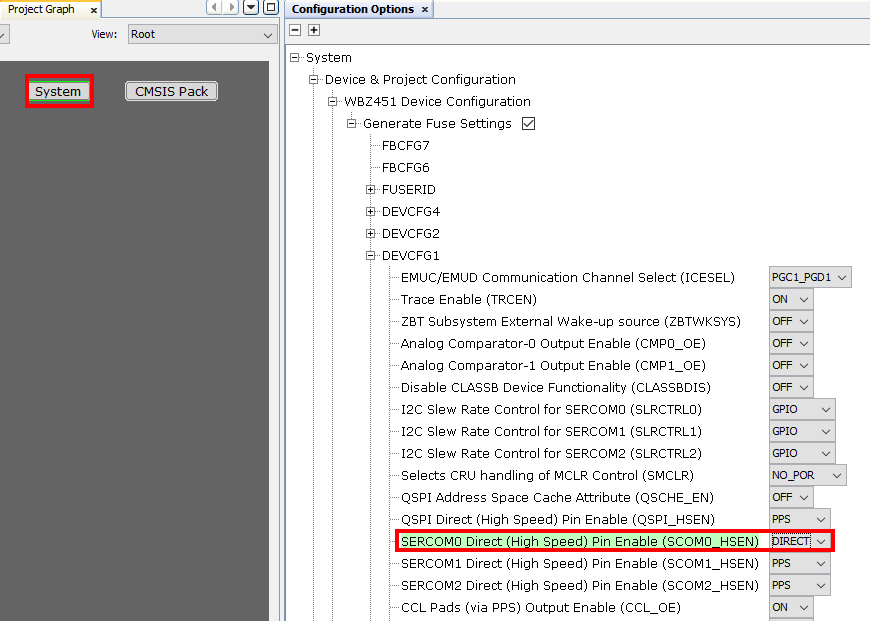 Project Graph
View: Root
System
CMSIS Pack
Configuration Options
System
Device & Project Configuration
WBZ451 Device Configuration
Generate Fuse Settings
FBCFG7
FBCFG6
FUSERID
DEVCFG4
DEVCFG2
DEVCFG1
EMUC/EMUD Communication Channel Select (ICESEL) PGC1_PGD1
Trace Enable (TRCEN) ON
ZBT Subsystem External Wake-up source (ZBTWKSYS) OFF
Analog Comparator-0 Output Enable (CMP0_OE) OFF
Analog Comparator-1 Output Enable (CMP1_OE) OFF
Disable CLASSB Device Functionality (CLASSBDIS) OFF
I2C Slew Rate Control for SERCOM0 (SLRCTRL0) GPIO
I2C Slew Rate Control for SERCOM1 (SLRCTRL1) GPIO
I2C Slew Rate Control for SERCOM2 (SLRCTRL2) GPIO
Selects CRU handling of MCLR Control (SMCLR) NO_POR
QSPI Address Space Cache Attribute (QSCHE_EN) OFF
QSPI Direct (High Speed) Pin Enable (QSPI_HSEN) PPS
SERCOM0 Direct (High Speed) Pin Enable (SCOM0_HSEN) DIRECT
SERCOM1 Direct (High Speed) Pin Enable (SCOM1_HSEN) PPS
SERCOM2 Direct (High Speed) Pin Enable (SCOM2_HSEN) PPS
CCL Pads (via PPS) Output Enable (CCL_OE) ON